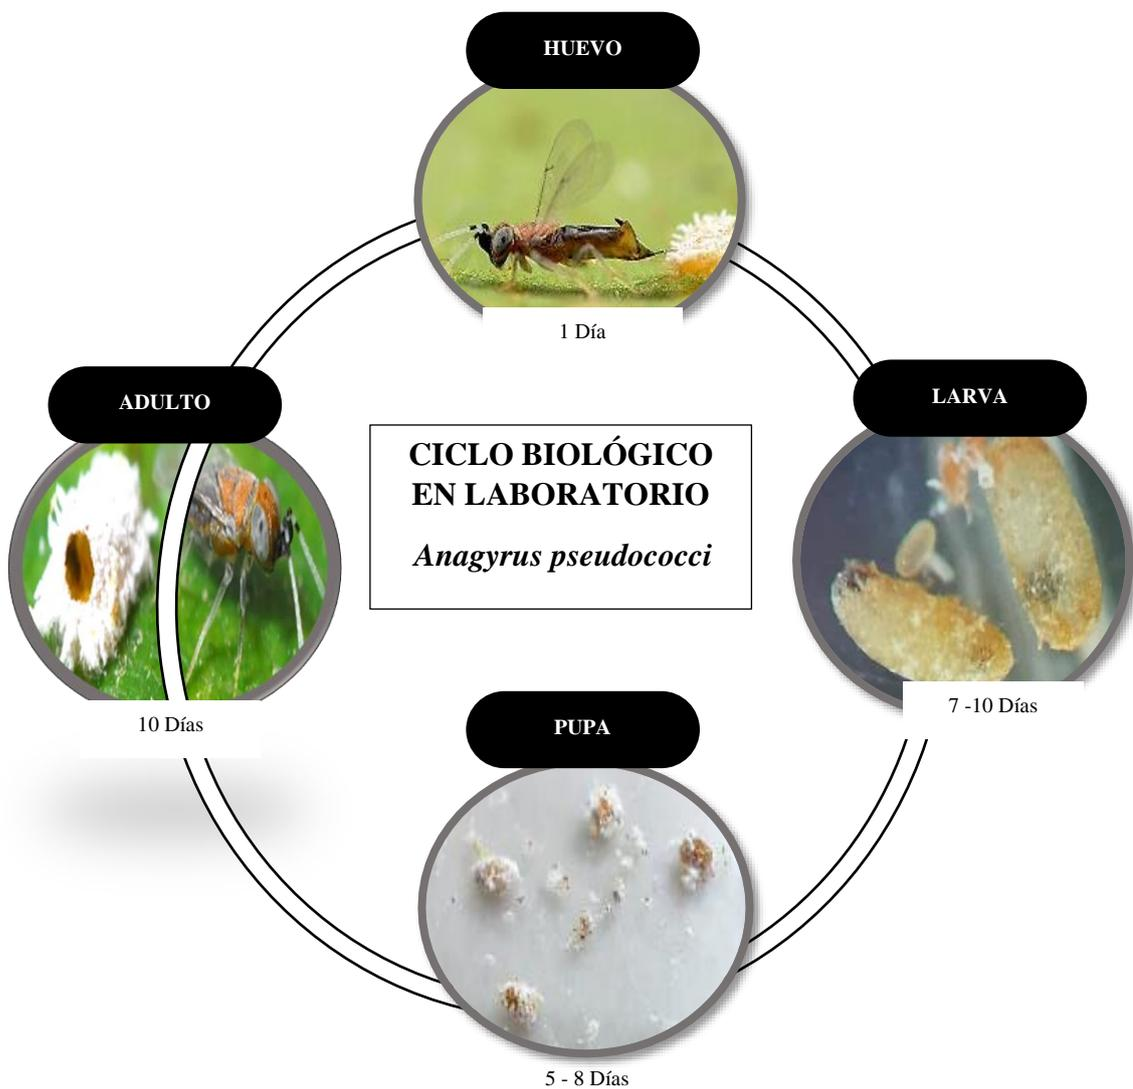 HUEVO
1 Día
LARVA
7 -10 Días
PUPA
5 - 8 Días
ADULTO
10 Días
CICLO BIOLÓGICO
EN LABORATORIO
Anagyrus pseudococci